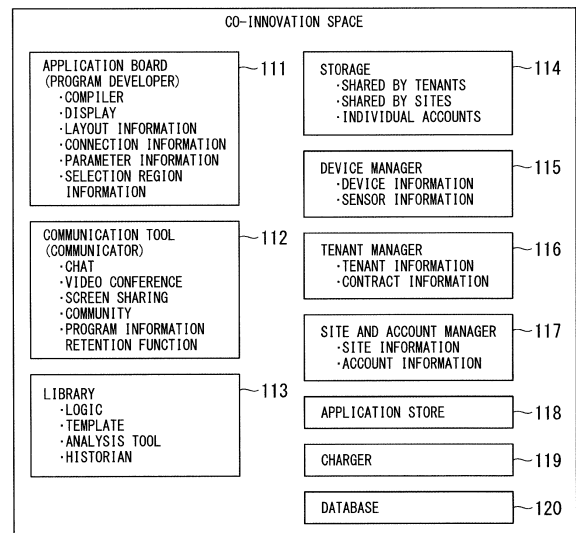 CO-INNOVATION SPACE
APPLICATION BOARD
(PROGRAM DEVELOPER)
·COMPILER
·DISPLAY
·LAYOUT INFORMATION
·CONNECTION INFORMATION
·PARAMETER INFORMATION
·SELECTION REGION
INFORMATION
111
COMMUNICATION TOOL
(COMMUNICATOR)
·CHAT
·VIDEO CONFERENCE
·SCREEN SHARING
·COMMUNITY
·PROGRAM INFORMATION
RETENTION FUNCTION
112
LIBRARY
·LOGIC
·TEMPLATE
·ANALYSIS TOOL
·HISTORIAN
113
STORAGE
·SHARED BY TENANTS
·SHARED BY SITES
·INDIVIDUAL ACCOUNTS
114
DEVICE MANAGER
·DEVICE INFORMATION
·SENSOR INFORMATION
115
TENANT MANAGER
·TENANT INFORMATION
·CONTRACT INFORMATION
116
SITE AND ACCOUNT MANAGER
·SITE INFORMATION
·ACCOUNT INFORMATION
117
APPLICATION STORE
118
CHARGER
119
DATABASE
120